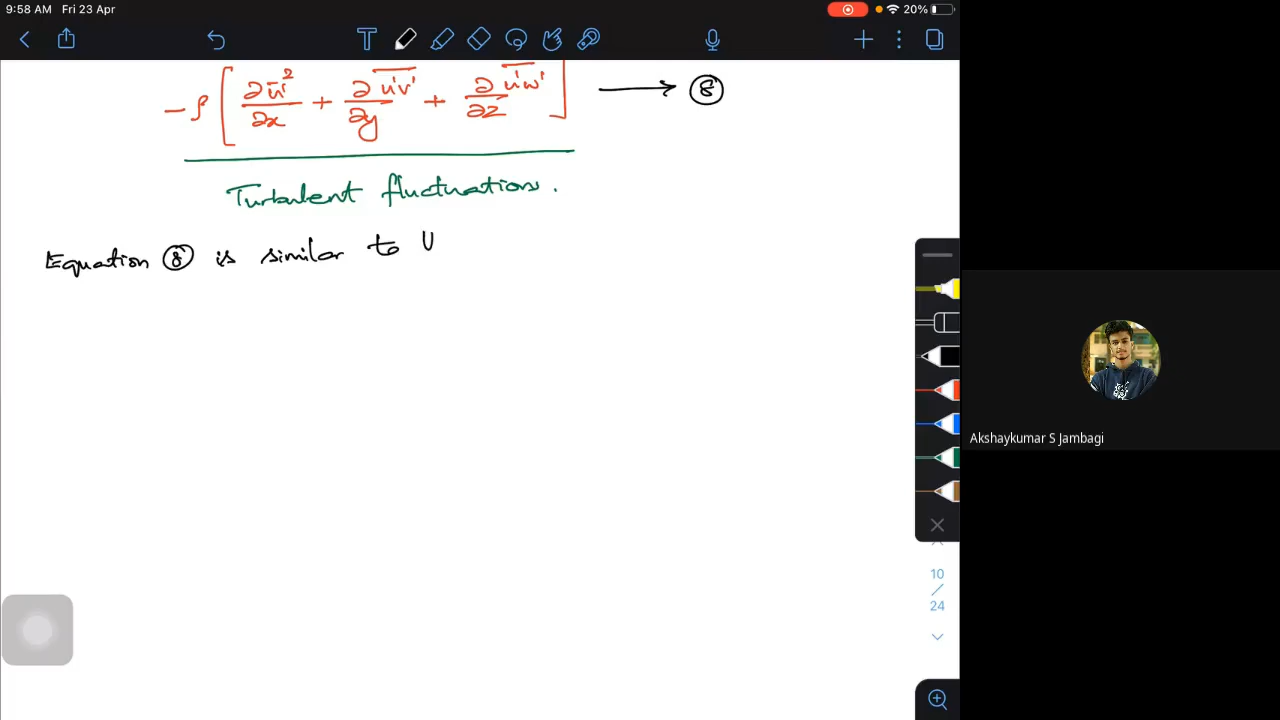 9:58 AM Fri 23 Apr
20%
-ρ [ ∂u̅'²/∂x + ∂u̅'v̅'/∂y + ∂u̅'w̅'/∂z ] ⟶ ⑧
Turbulent fluctuations.
Equation ⑧ is similar to U
Akshaykumar S Jambagi
10
/
24